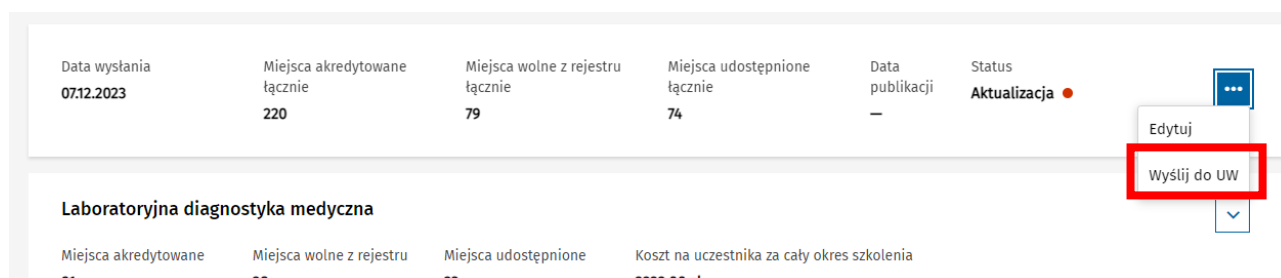 Data wysłania
Miejsca akredytowane łącznie
Miejsca wolne z rejestru łącznie
Miejsca udostępnione łącznie
Data publikacji
Status
07.12.2023
220
79
74
—
Aktualizacja
Edytuj
Wyślij do UW
Laboratoryjna diagnostyka medyczna
Miejsca akredytowane
Miejsca wolne z rejestru
Miejsca udostępnione
Koszt na uczestnika za cały okres szkolenia